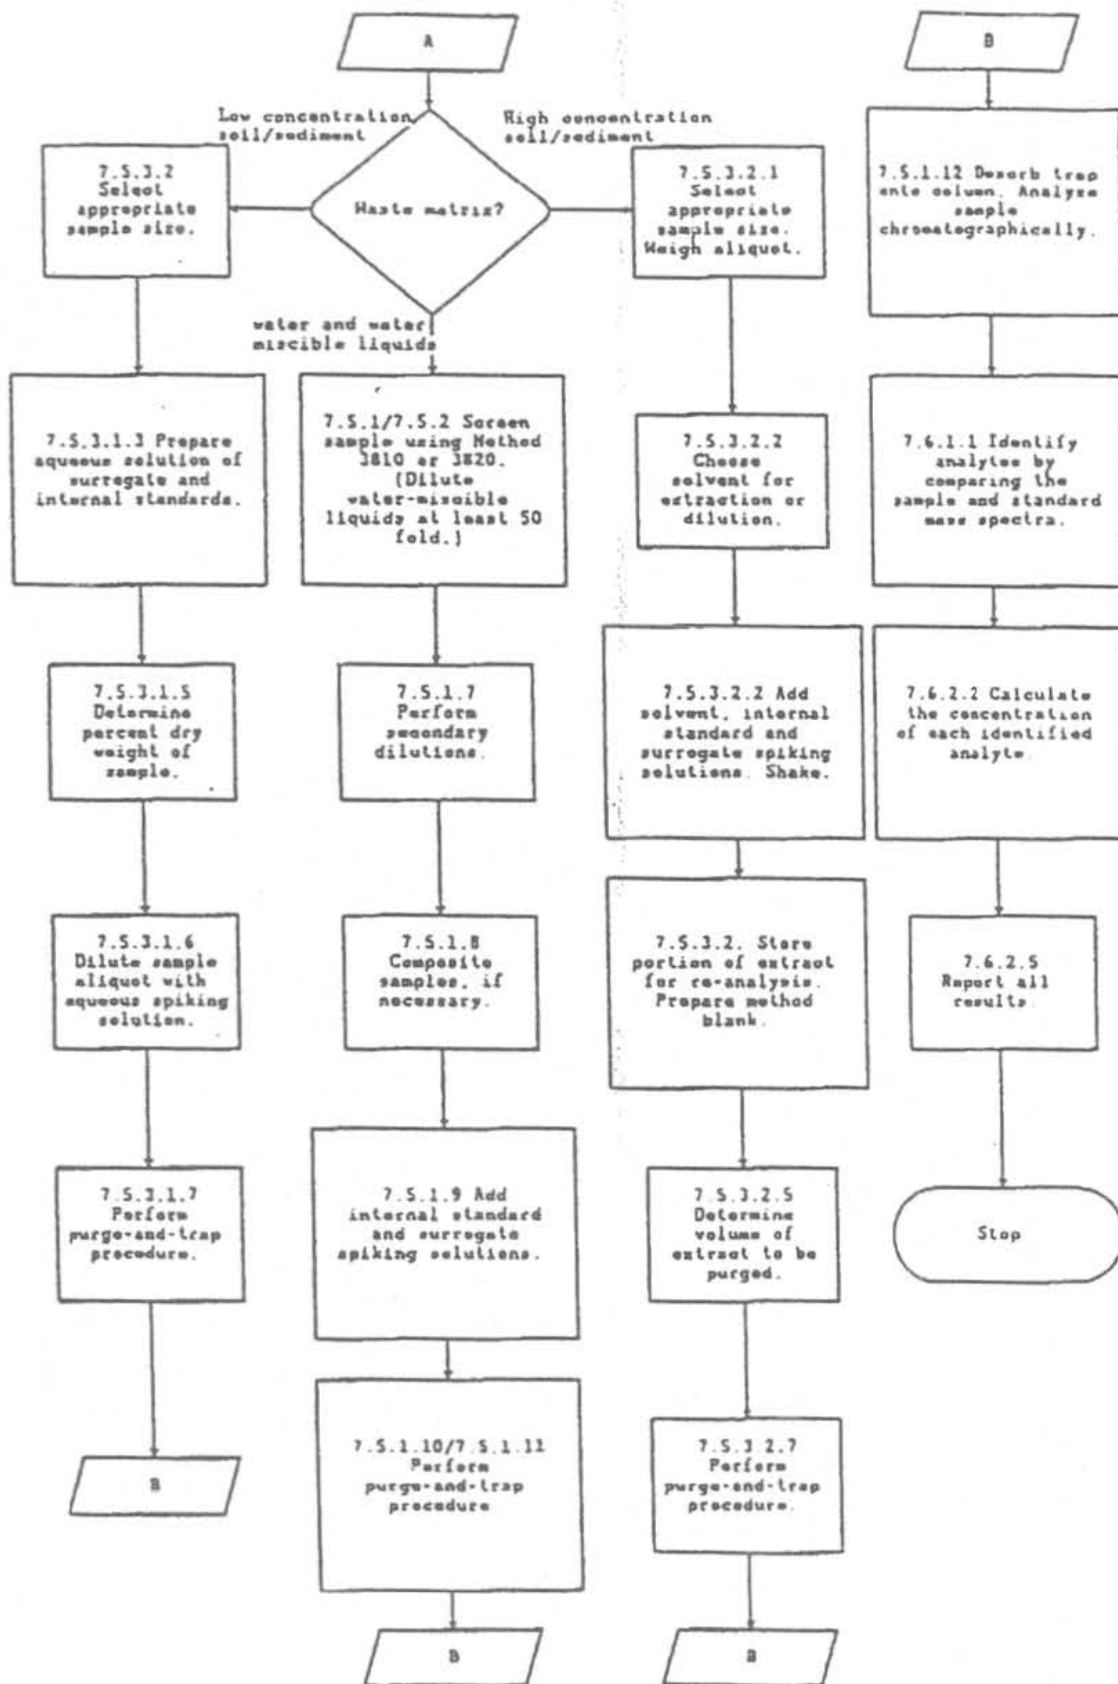 A
Low concentration
soil/sediment
High concentration
soil/sediment
Waste matrix?
water and water
miscible liquids
7.5.3.2
Select
appropriate
sample size.
7.5.3.1.3 Prepare
aqueous solution of
surrogate and
internal standards.
7.5.3.1.5
Determine
percent dry
weight of
sample.
7.5.3.1.6
Dilute sample
aliquot with
aqueous spiking
solution.
7.5.3.1.7
Perform
purge-and-trap
procedure.
B
7.5.1/7.5.2 Screen
sample using Method
3810 or 3820.
(Dilute
water-miscible
liquids at least 50
fold.)
7.5.1.7
Perform
secondary
dilutions.
7.5.1.8
Composite
samples, if
necessary.
7.5.1.9 Add
internal standard
and surrogate
spiking solutions.
7.5.1.10/7.5.1.11
Perform
purge-and-trap
procedure
B
7.5.3.2.1
Select
appropriate
sample size.
Weigh aliquot.
7.5.3.2.2
Choose
solvent for
extraction or
dilution.
7.5.3.2.2 Add
solvent, internal
standard and
surrogate spiking
solutions. Shake.
7.5.3.2. Store
portion of extract
for re-analysis.
Prepare method
blank.
7.5.3.2.5
Determine
volume of
extract to be
purged.
7.5.3.2.7
Perform
purge-and-trap
procedure.
B
B
7.5.1.12 Desorb trap
onto column. Analyze
sample
chromatographically.
7.6.1.1 Identify
analytes by
comparing the
sample and standard
mass spectra.
7.6.2.2 Calculate
the concentration
of each identified
analyte.
7.6.2.5
Report all
results.
Stop